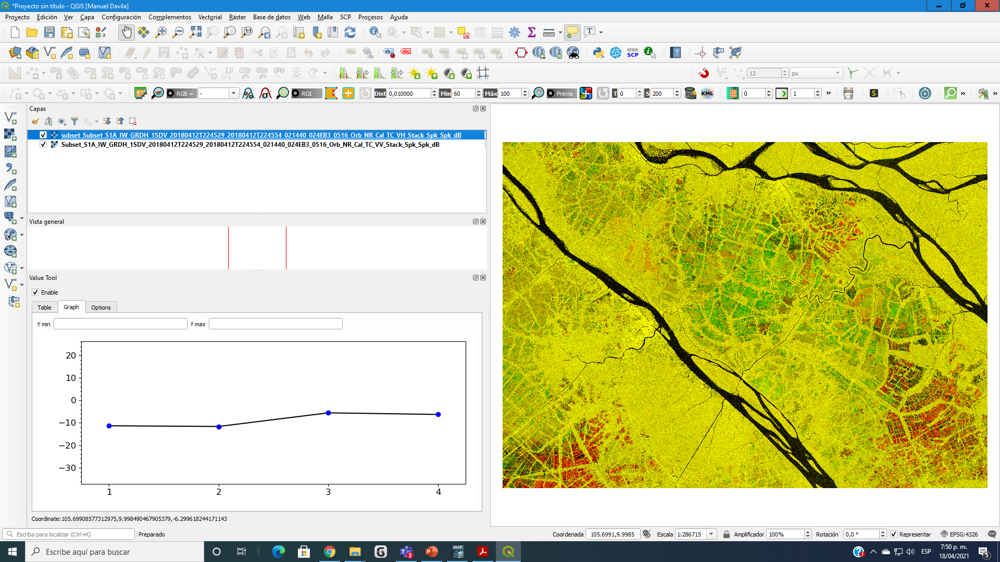 *Proyecto sin título - QGIS [Manuel Davila]
Proyecto Edición Ver Capa Configuración Complementos Vectorial Ráster Base de datos Web Malla SCP Procesos Ayuda
NIWA SCP
12 px
RGB = - ROI Dist 0,010000 Min 60 Máx 100 Previa T 0 S 200 KML 0 1 » S » »
Capas
subset_Subset_S1A_IW_GRDH_1SDV_20180412T224529_20180412T224554_021440_024EB3_0516_Orb_NR_Cal_TC_VH_Stack_Spk_Spk_dB
Subset_S1A_IW_GRDH_1SDV_20180412T224529_20180412T224554_021440_024EB3_0516_Orb_NR_Cal_TC_VV_Stack_Spk_Spk_dB
Vista general
Value Tool
Enable
Table Graph Options
Y min Y max
20
10
0
−10
−20
−30
1 2 3 4
Coordinate:105.69908577312975,9.998490467905379,-6.299618244171143
Escriba para localizar (Ctrl+K) Preparado Coordenada 105.6991,9.9985 Escala 1:286715 Amplificador 100% Rotación 0,0 ° Representar EPSG:4326
Escribe aquí para buscar
3
SNAP
ESP
7:50 p. m.
18/04/2021
5